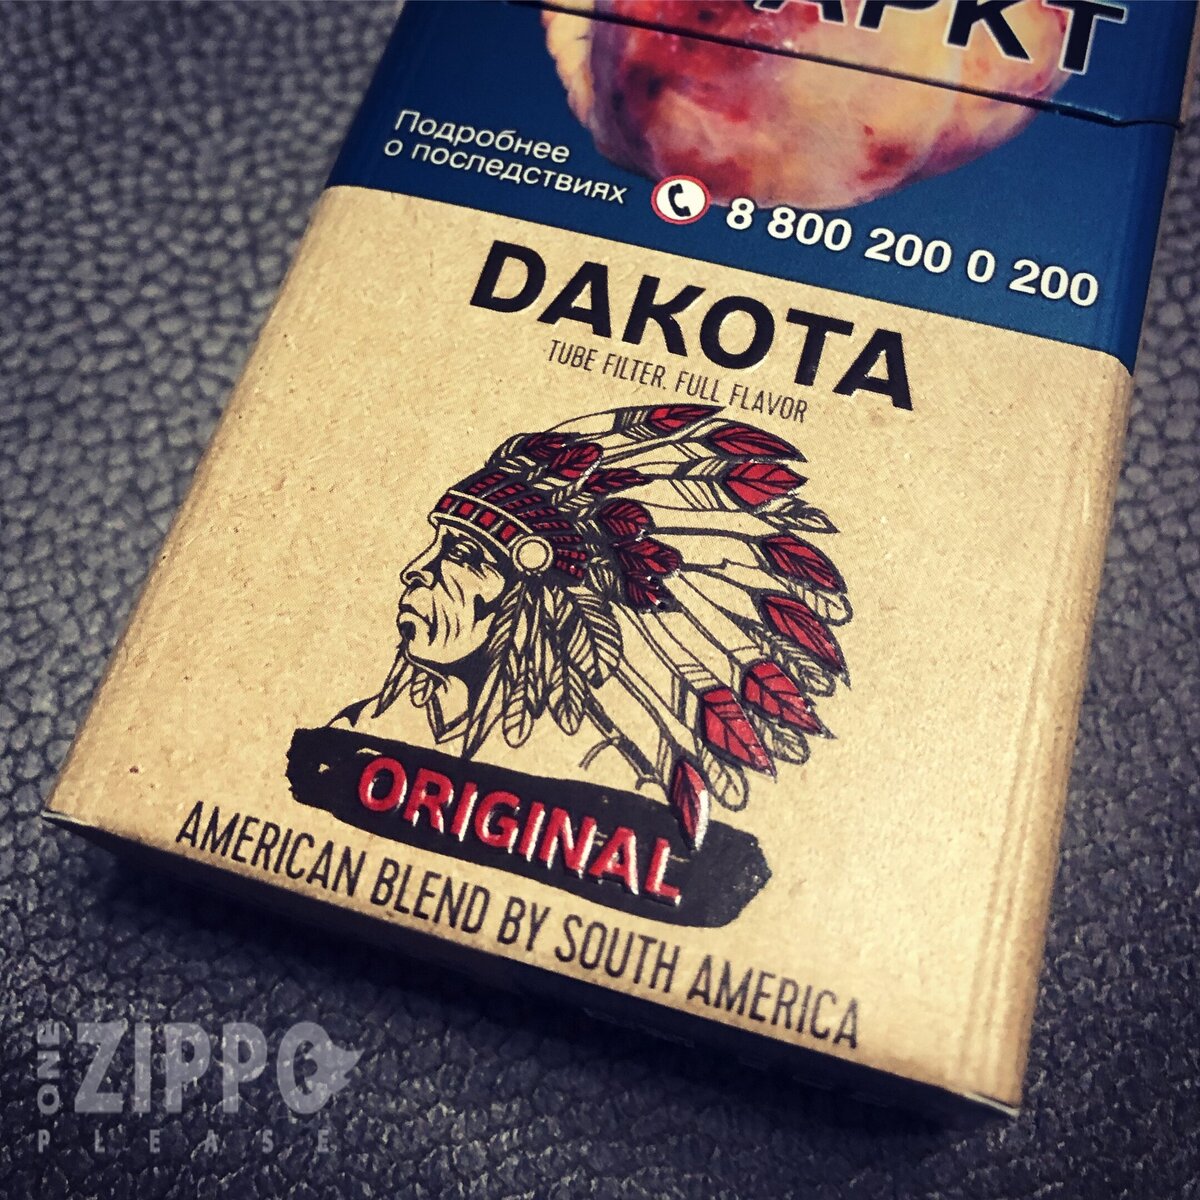 АРКТ
Подробнее
о последствиях
8 800 200 0 200
DAKOTA
TUBE FILTER. FULL FLAVOR
ORIGINAL
AMERICAN BLEND BY SOUTH AMERICA
ONE
ZIPPO
PLEASE